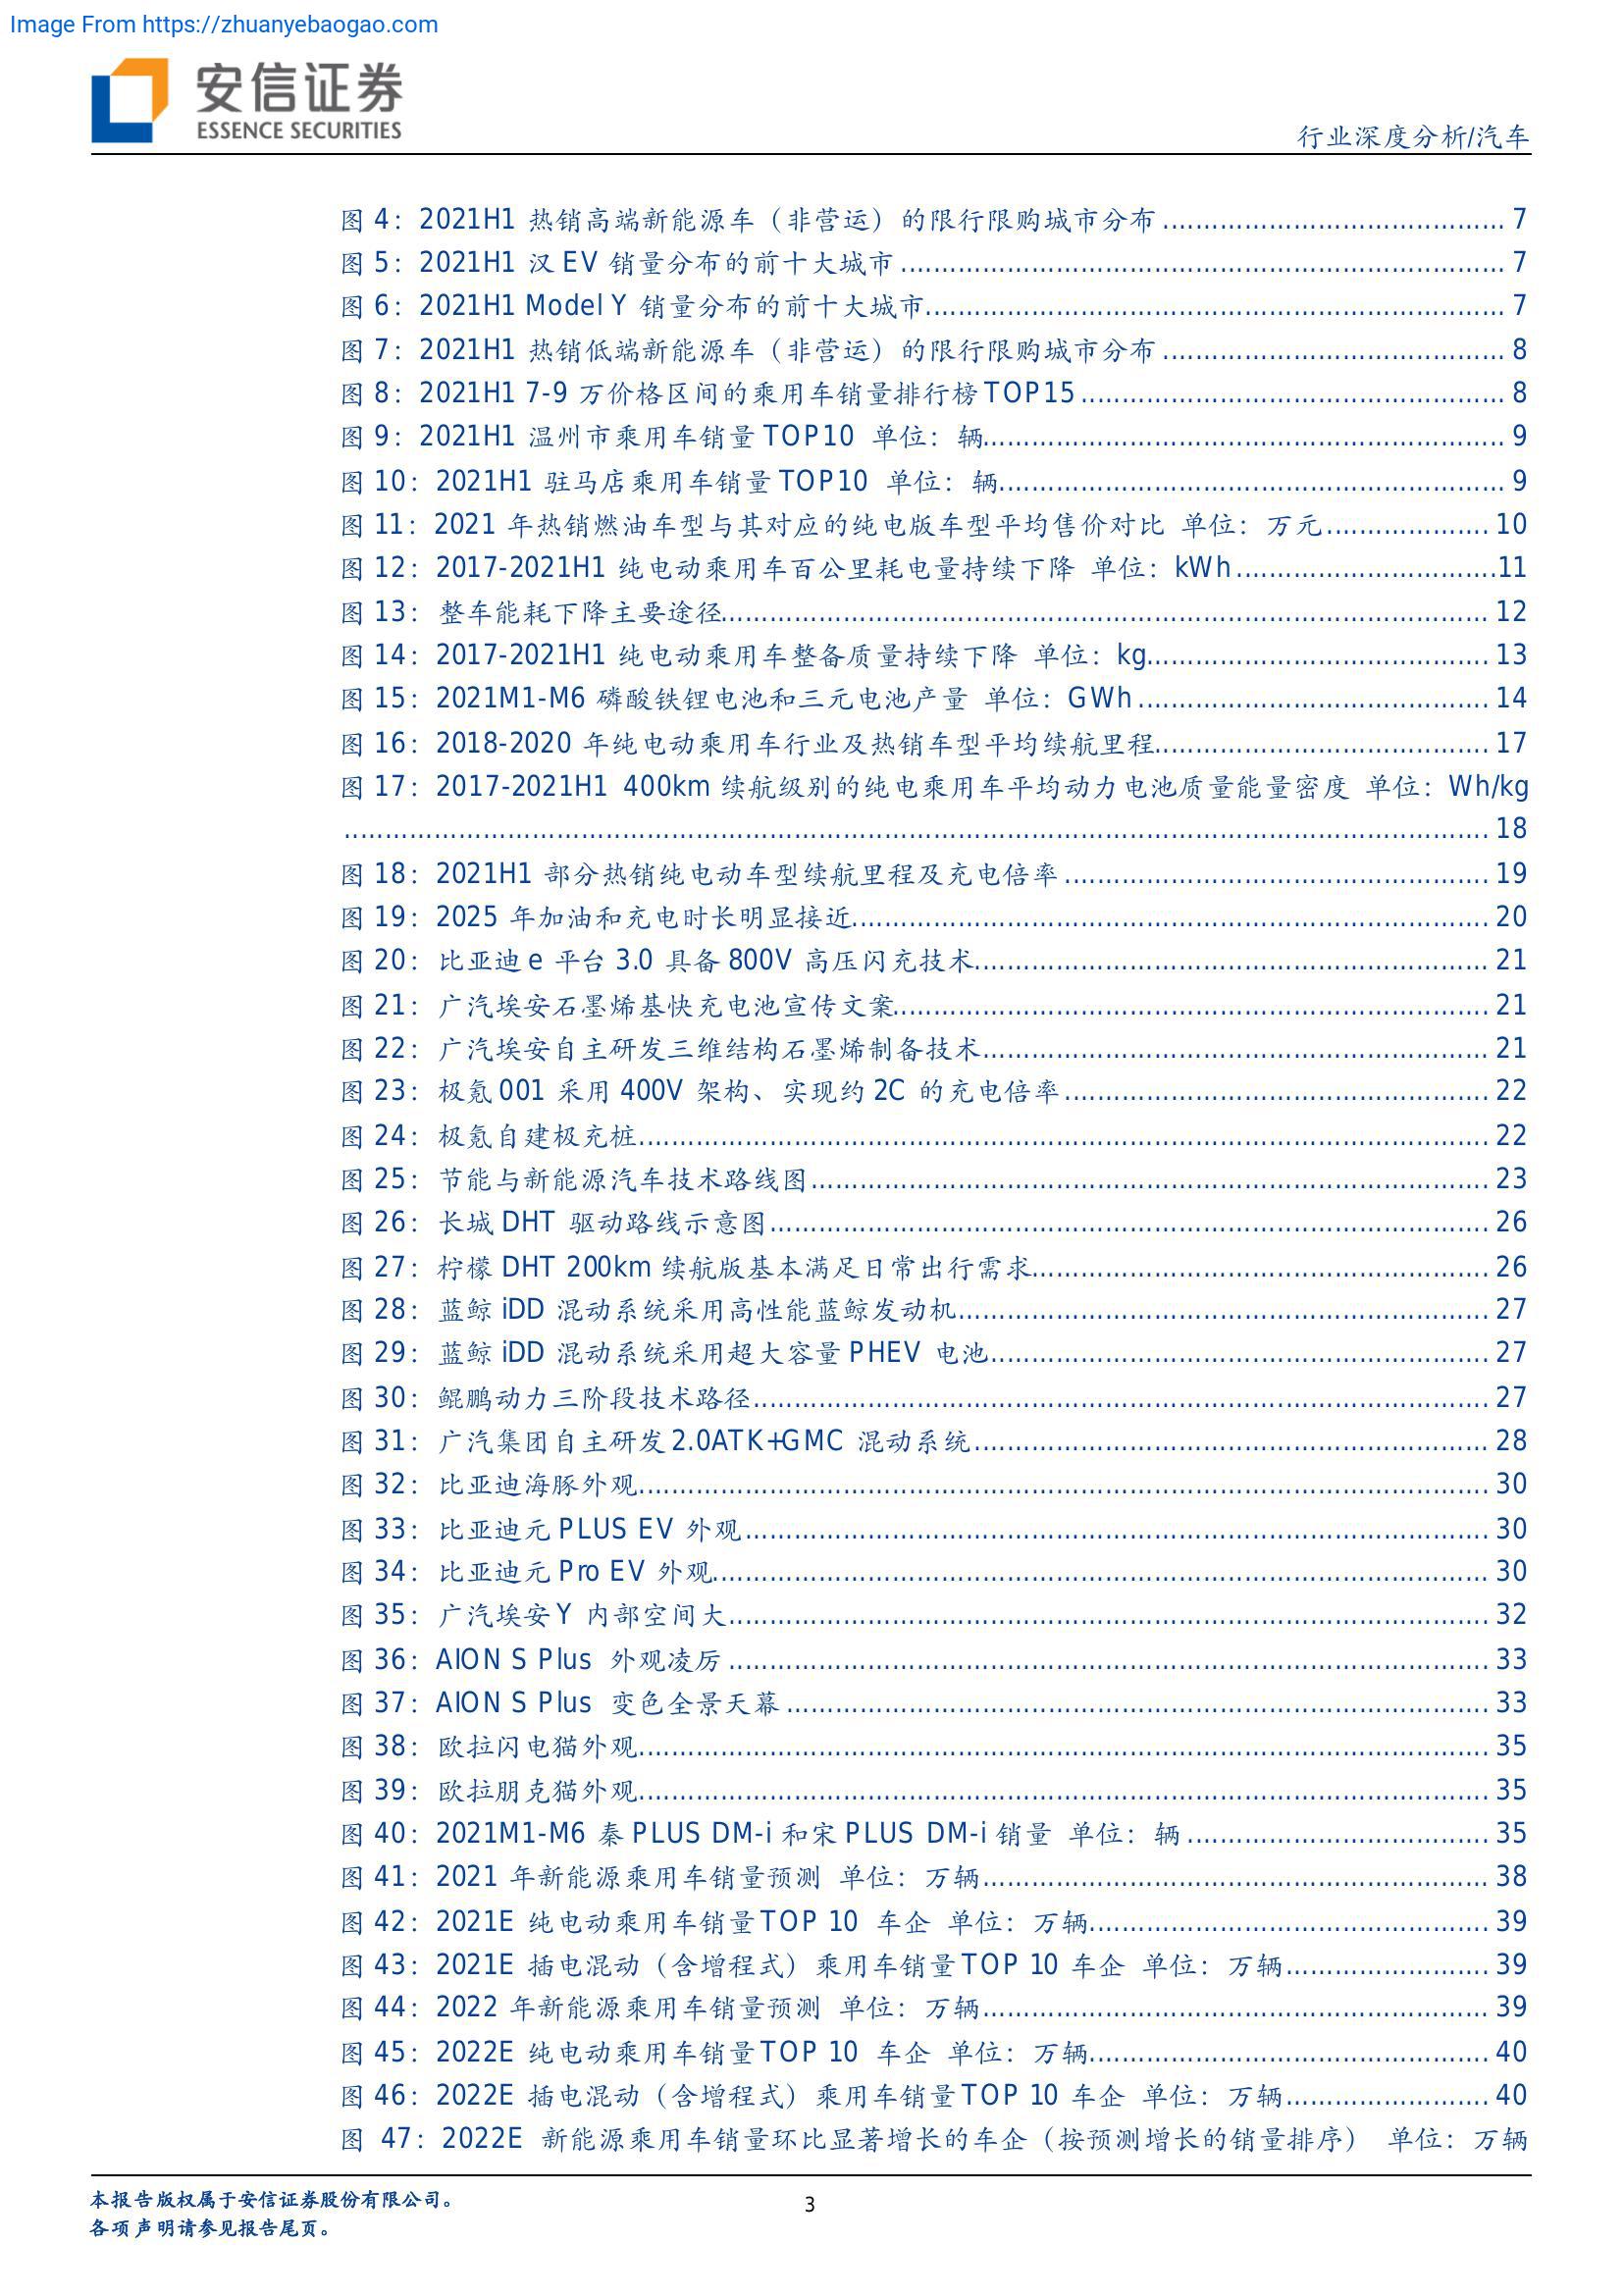 Image From https://zhuanyebaogao.com
安信证券
ESSENCE SECURITIES
行业深度分析/汽车
图 4：2021H1 热销高端新能源车（非营运）的限行限购城市分布 7
图 5：2021H1 汉 EV 销量分布的前十大城市 7
图 6：2021H1 Model Y 销量分布的前十大城市 7
图 7：2021H1 热销低端新能源车（非营运）的限行限购城市分布 8
图 8：2021H1 7-9 万价格区间的乘用车销量排行榜 TOP15 8
图 9：2021H1 温州市乘用车销量 TOP10 单位：辆 9
图 10：2021H1 驻马店乘用车销量 TOP10 单位：辆 9
图 11：2021 年热销燃油车型与其对应的纯电版车型平均售价对比 单位：万元 10
图 12：2017-2021H1 纯电动乘用车百公里耗电量持续下降 单位：kWh 11
图 13：整车能耗下降主要途径 12
图 14：2017-2021H1 纯电动乘用车整备质量持续下降 单位：kg 13
图 15：2021M1-M6 磷酸铁锂电池和三元电池产量 单位：GWh 14
图 16：2018-2020 年纯电动乘用车行业及热销车型平均续航里程 17
图 17：2017-2021H1 400km 续航级别的纯电乘用车平均动力电池质量能量密度 单位：Wh/kg
18
图 18：2021H1 部分热销纯电动车型续航里程及充电倍率 19
图 19：2025 年加油和充电时长明显接近 20
图 20：比亚迪 e 平台 3.0 具备 800V 高压闪充技术 21
图 21：广汽埃安石墨烯基快充电池宣传文案 21
图 22：广汽埃安自主研发三维结构石墨烯制备技术 21
图 23：极氪 001 采用 400V 架构、实现约 2C 的充电倍率 22
图 24：极氪自建极充桩 22
图 25：节能与新能源汽车技术路线图 23
图 26：长城 DHT 驱动路线示意图 26
图 27：柠檬 DHT 200km 续航版基本满足日常出行需求 26
图 28：蓝鲸 iDD 混动系统采用高性能蓝鲸发动机 27
图 29：蓝鲸 iDD 混动系统采用超大容量 PHEV 电池 27
图 30：鲲鹏动力三阶段技术路径 27
图 31：广汽集团自主研发 2.0ATK+GMC 混动系统 28
图 32：比亚迪海豚外观 30
图 33：比亚迪元 PLUS EV 外观 30
图 34：比亚迪元 Pro EV 外观 30
图 35：广汽埃安 Y 内部空间大 32
图 36：AION S Plus 外观凌厉 33
图 37：AION S Plus 变色全景天幕 33
图 38：欧拉闪电猫外观 35
图 39：欧拉朋克猫外观 35
图 40：2021M1-M6 秦 PLUS DM-i 和宋 PLUS DM-i 销量 单位：辆 35
图 41：2021 年新能源乘用车销量预测 单位：万辆 38
图 42：2021E 纯电动乘用车销量 TOP 10 车企 单位：万辆 39
图 43：2021E 插电混动（含增程式）乘用车销量 TOP 10 车企 单位：万辆 39
图 44：2022 年新能源乘用车销量预测 单位：万辆 39
图 45：2022E 纯电动乘用车销量 TOP 10 车企 单位：万辆 40
图 46：2022E 插电混动（含增程式）乘用车销量 TOP 10 车企 单位：万辆 40
图 47：2022E 新能源乘用车销量环比显著增长的车企（按预测增长的销量排序） 单位：万辆
本报告版权属于安信证券股份有限公司。
3
各项声明请参见报告尾页。